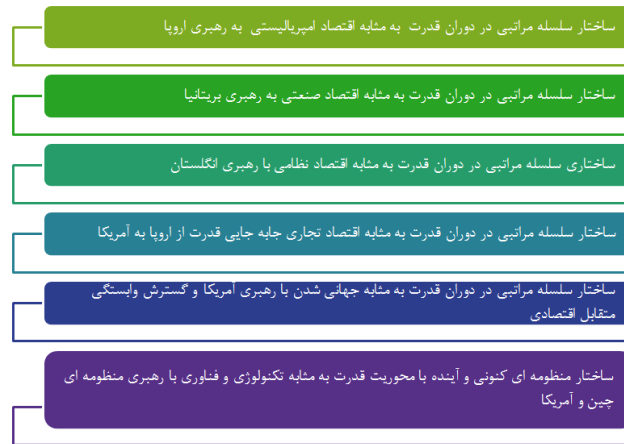 ساختار سلسله مراتبی در دوران قدرت به مثابه اقتصاد امپریالیستی به رهبری اروپا
ساختار سلسله مراتبی در دوران قدرت به مثابه اقتصاد صنعتی به رهبری بریتانیا
ساختاری سلسله مراتبی در دوران قدرت به مثابه اقتصاد نظامی با رهبری انگلستان
ساختار سلسله مراتبی در دوران قدرت به مثابه اقتصاد تجاری جابه جایی قدرت از اروپا به آمریکا
ساختار سلسله مراتبی در دوران قدرت به مثابه جهانی شدن با رهبری آمریکا و گسترش وابستگی
متقابل اقتصادی
ساختار منظومه ای کنونی و آینده با محوریت قدرت به مثابه تکنولوژی و فناوری با رهبری منظومه ای
چین و آمریکا